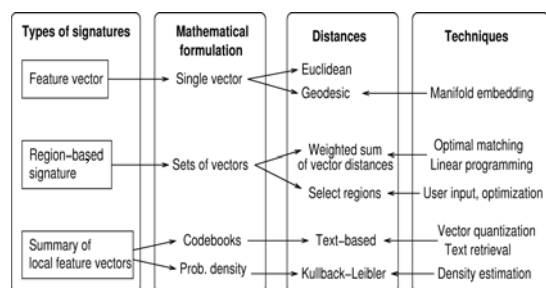 Types of signatures
Feature vector
Region-based
signature
Summary of
local feature vectors
Mathematical
formulation
Single vector
Sets of vectors
Codebooks
Prob. density
Distances
Euclidean
Geodesic
Weighted sum
of vector distances
Select regions
Text-based
Kullback-Leibler
Techniques
Manifold embedding
Optimal matching
Linear programming
User input, optimization
Vector quantization
Text retrieval
Density estimation